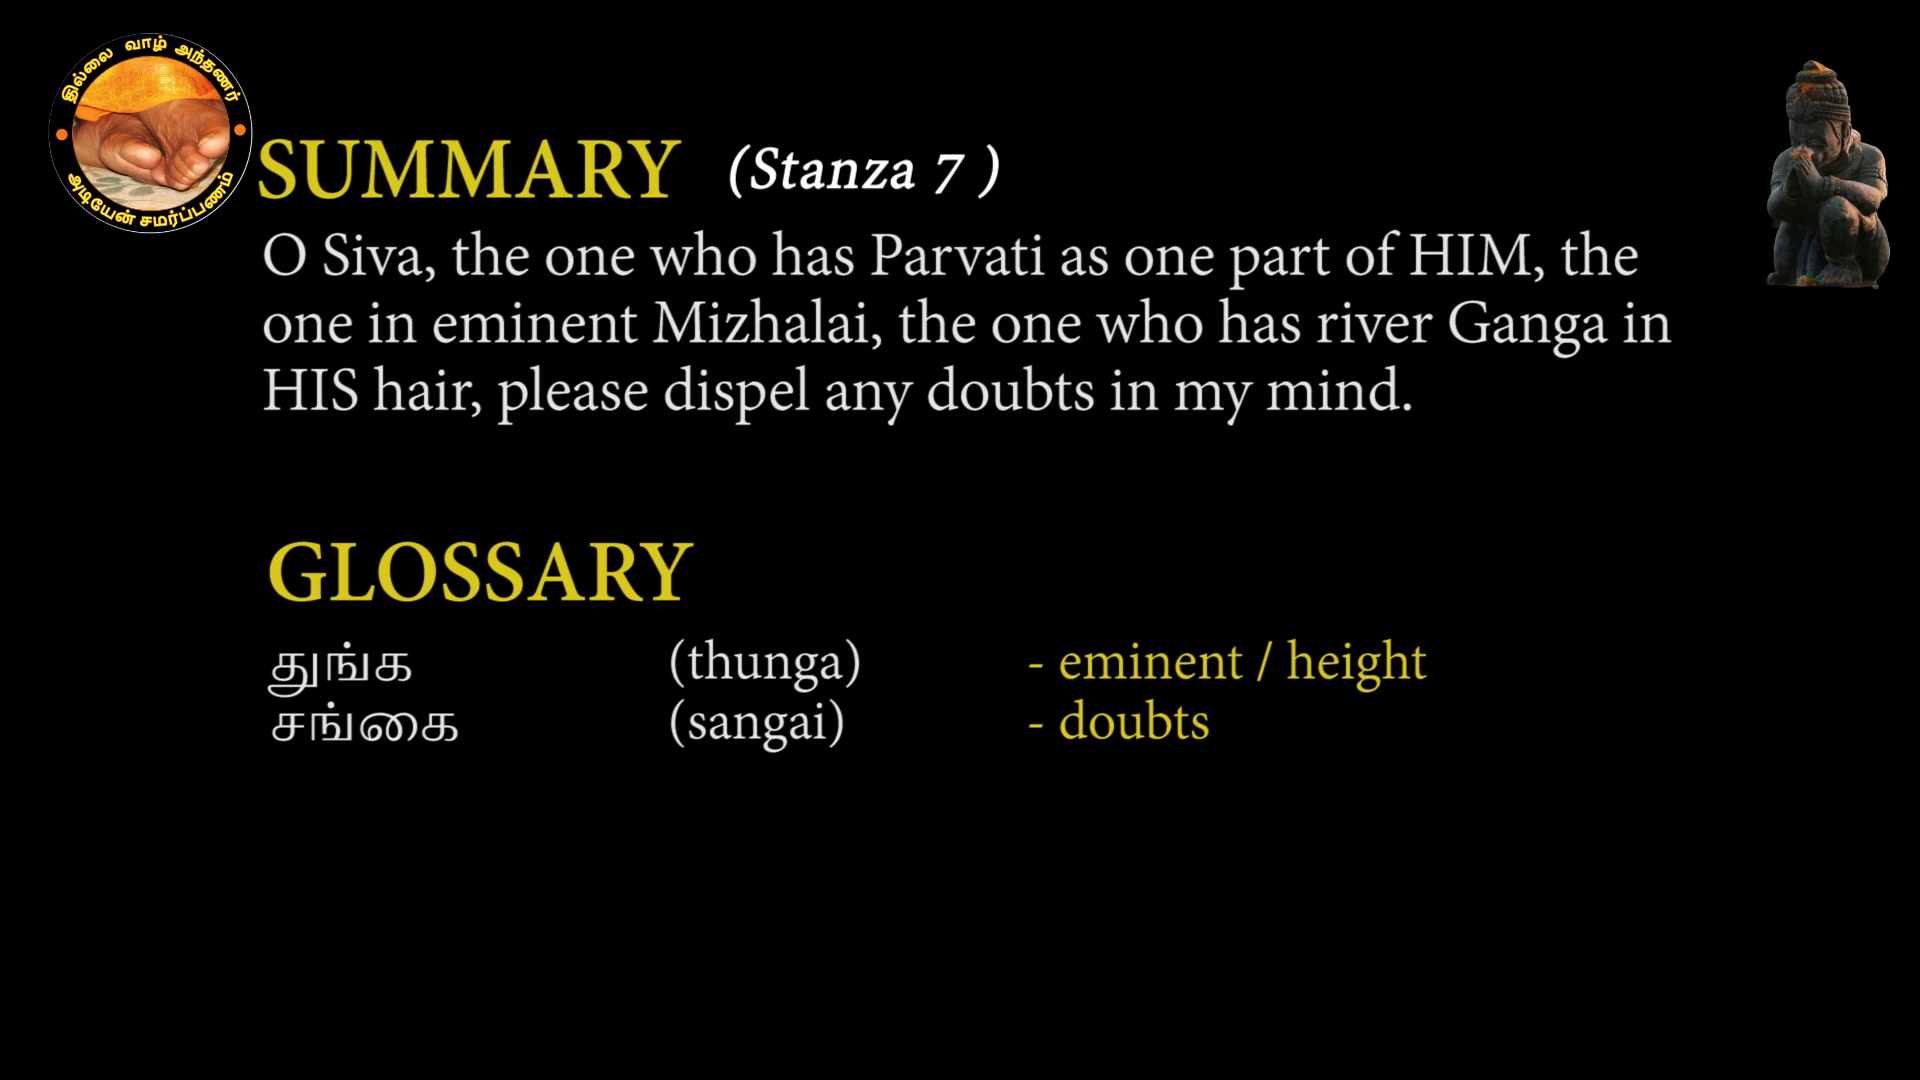 தில்லை வாழ் அந்தணர்
அடியேன் சமர்ப்பணம்
SUMMARY (Stanza 7 )
O Siva, the one who has Parvati as one part of HIM, the
one in eminent Mizhalai, the one who has river Ganga in
HIS hair, please dispel any doubts in my mind.
GLOSSARY
துங்க (thunga) - eminent / height
சங்கை (sangai) - doubts